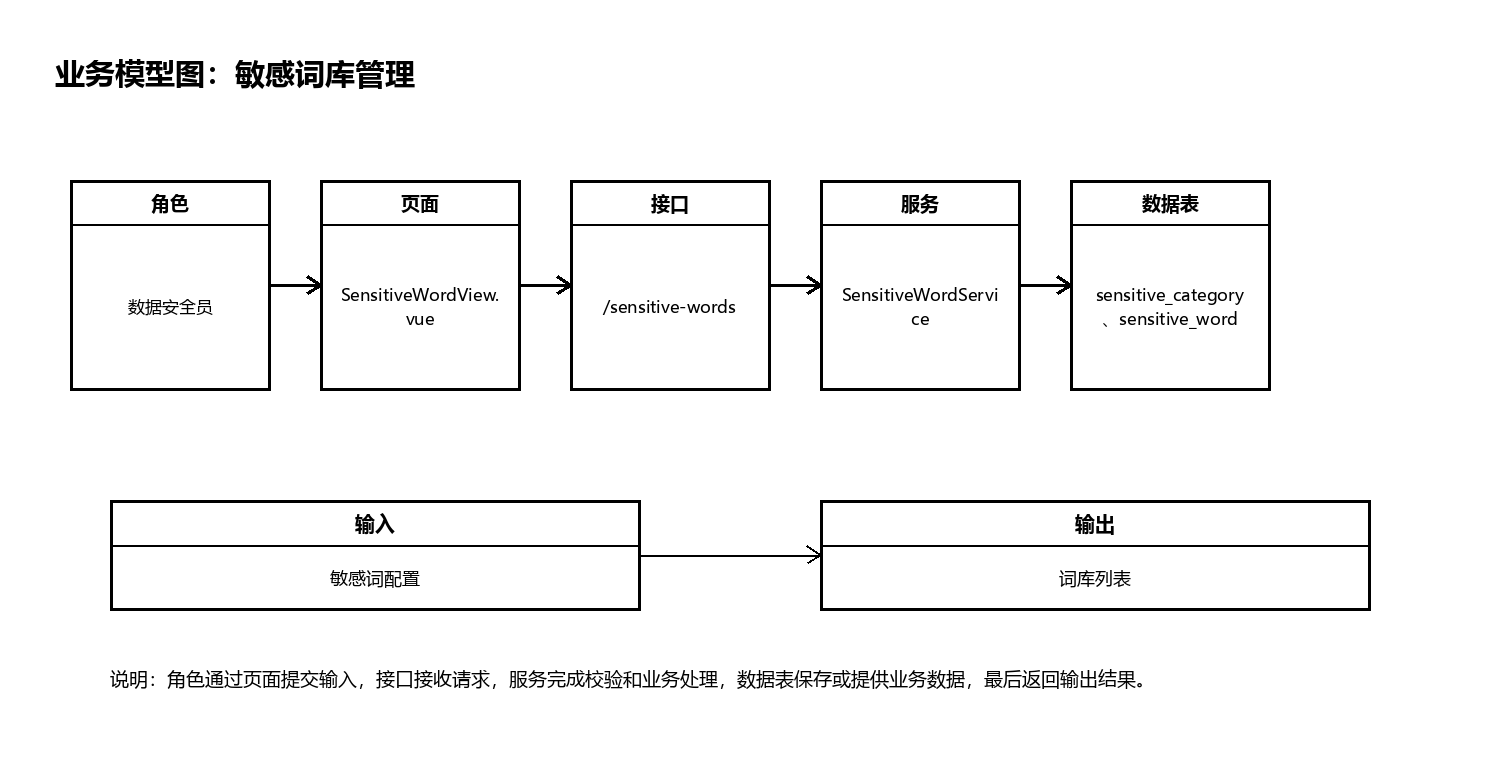 业务模型图：敏感词库管理
角色
页面
接口
服务
数据表
数据安全员
SensitiveWordView.
vue
/sensitive-words
SensitiveWordServi
ce
sensitive_category
、sensitive_word
输入
输出
敏感词配置
词库列表
说明：角色通过页面提交输入，接口接收请求，服务完成校验和业务处理，数据表保存或提供业务数据，最后返回输出结果。